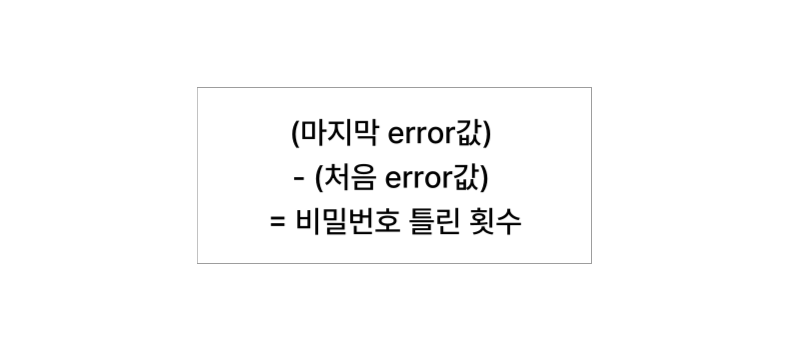 (마지막 error값)
- (처음 error값)
= 비밀번호 틀린 횟수